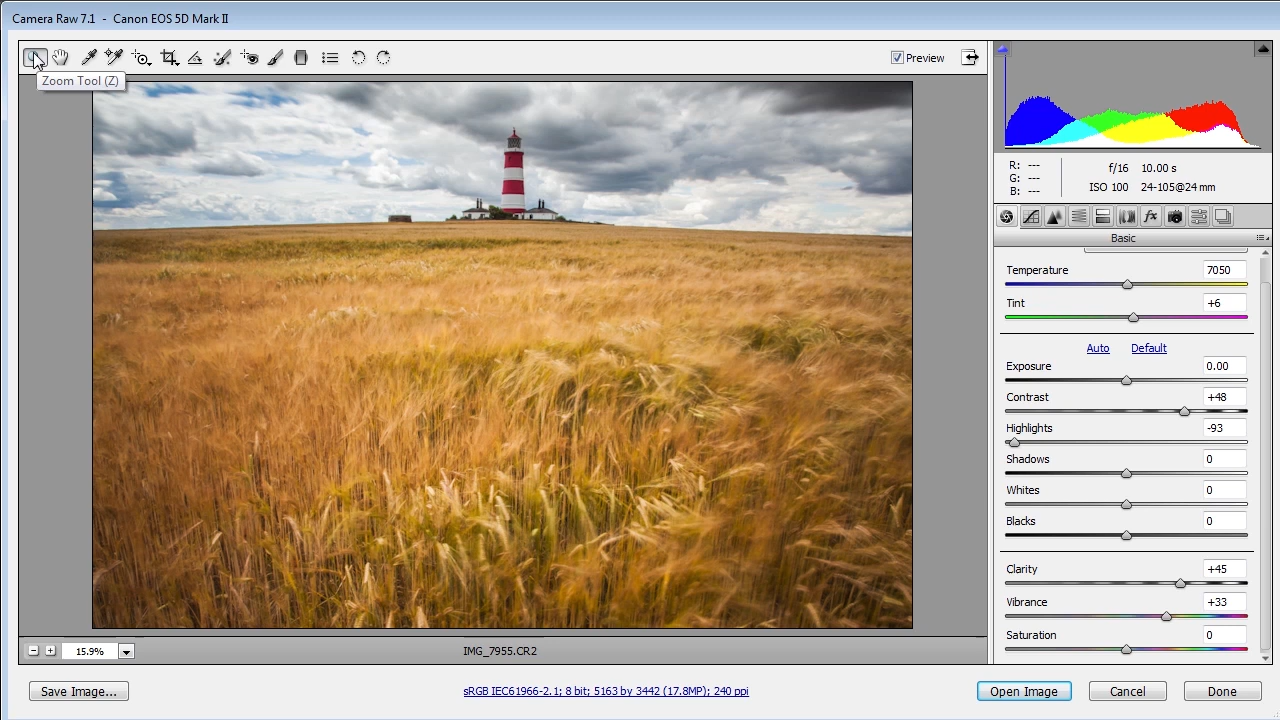 Camera Raw 7.1 - Canon EOS 5D Mark II
Preview
Zoom Tool (Z)
R: ---
G: ---
B: ---
f/16 10.00 s
ISO 100 24-105@24 mm
fx
Basic
Temperature 7050
Tint +6
Auto Default
Exposure 0.00
Contrast +48
Highlights -93
Shadows 0
Whites 0
Blacks 0
Clarity +45
Vibrance +33
Saturation 0
15.9%
IMG_7955.CR2
Save Image...
sRGB IEC61966-2.1; 8 bit; 5163 by 3442 (17.8MP); 240 ppi
Open Image
Cancel
Done